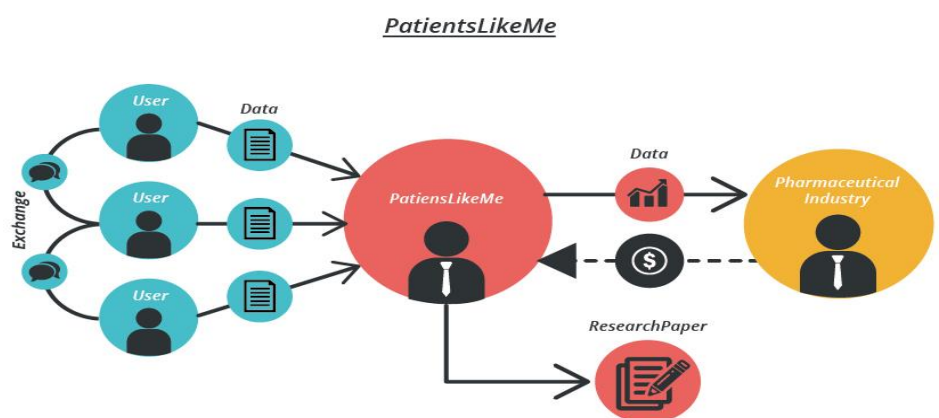 PatientsLikeMe
User
Data
Exchange
User
User
PatiensLikeMe
Data
$
Pharmaceutical
Industry
ResearchPaper